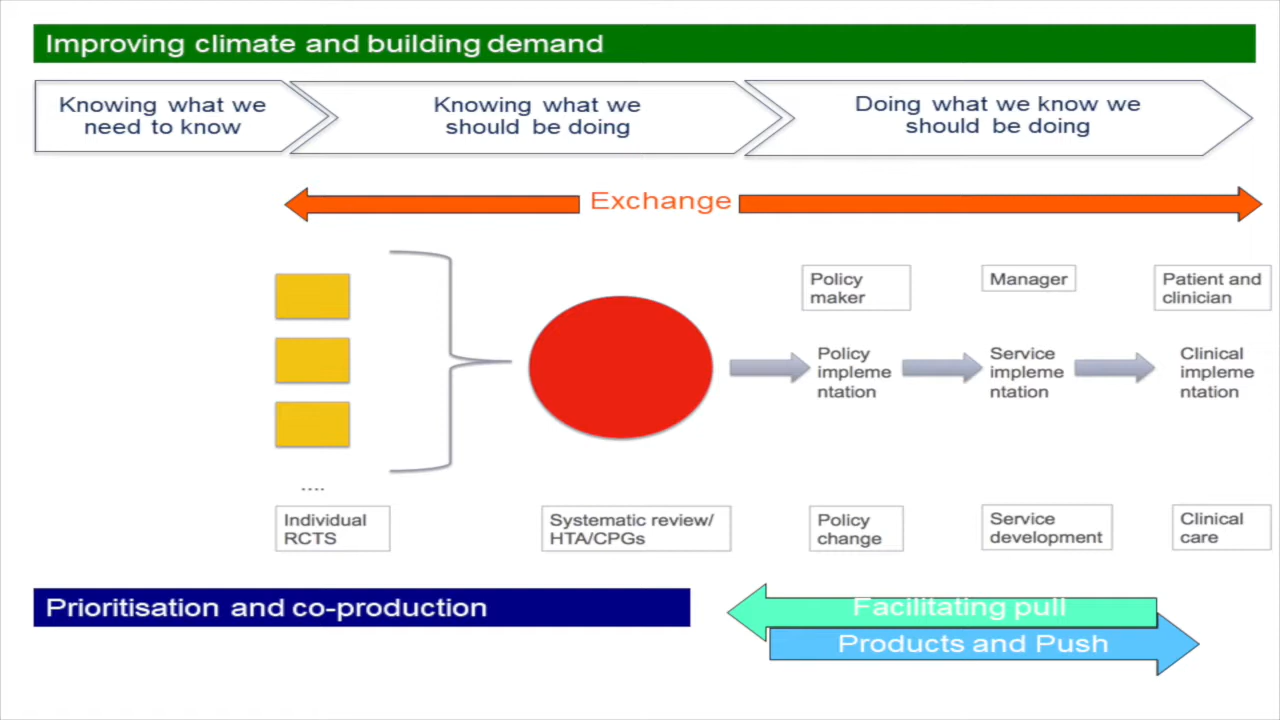 Improving climate and building demand
Knowing what we
need to know
Knowing what we
should be doing
Doing what we know we
should be doing
Exchange
Policy
maker
Manager
Patient and
clinician
Policy
impleme
ntation
Service
impleme
ntation
Clinical
impleme
ntation
....
Individual
RCTS
Systematic review/
HTA/CPGs
Policy
change
Service
development
Clinical
care
Prioritisation and co-production
Facilitating pull
Products and Push